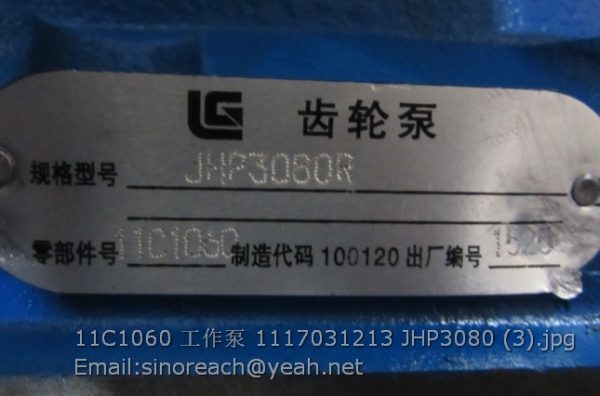 LG 齿轮泵
规格型号 JHP3080R
零部件号 11C1060 制造代码 100120 出厂编号
11C1060 工作泵 1117031213 JHP3080 (3).jpg
Email:sinoreach@yeah.net